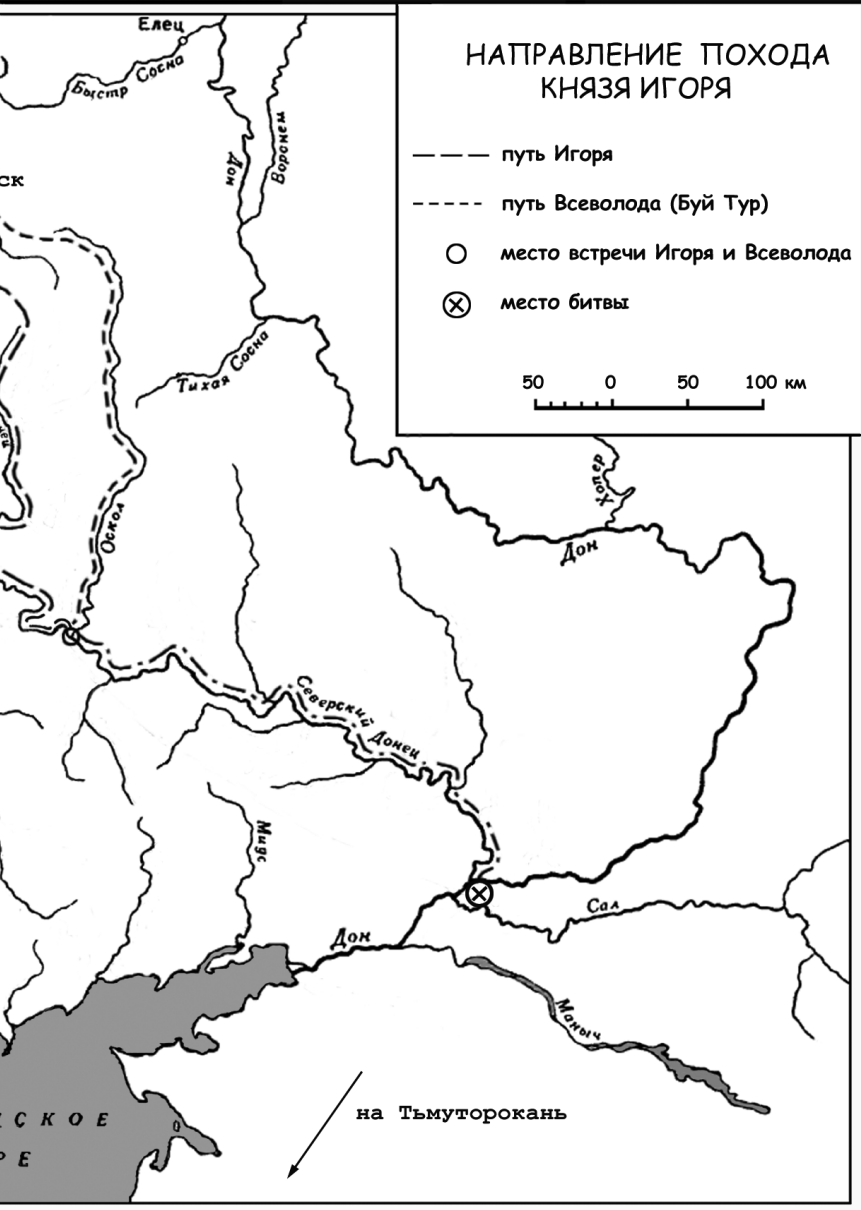 НАПРАВЛЕНИЕ ПОХОДА
КНЯЗЯ ИГОРЯ
путь Игоря
путь Всеволода (Буй Тур)
место встречи Игоря и Всеволода
место битвы
50 0 50 100 км
Елец
Быстр Сосна
Дон
Воронеж
ск
Тихая Сосна
Оскол
Хопер
Дон
Северский Донец
Миус
Дон
Сал
Маныч
на Тьмуторокань
СКОЕ
РЕ